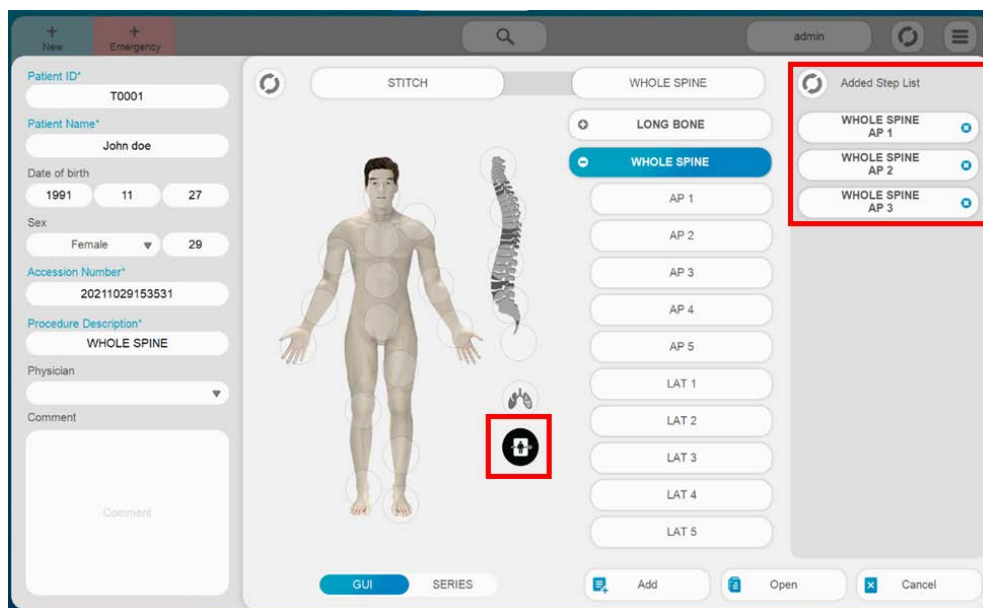 + +
New Emergency admin
Patient ID*
T0001
Patient Name*
John doe
Date of birth
1991 11 27
Sex
Female 29
Accession Number*
20211029153531
Procedure Description*
WHOLE SPINE
Physician
Comment
Comment
STITCH WHOLE SPINE
LONG BONE
WHOLE SPINE
AP 1
AP 2
AP 3
AP 4
AP 5
LAT 1
LAT 2
LAT 3
LAT 4
LAT 5
GUI SERIES
Add Open Cancel
Added Step List
WHOLE SPINE
AP 1
WHOLE SPINE
AP 2
WHOLE SPINE
AP 3